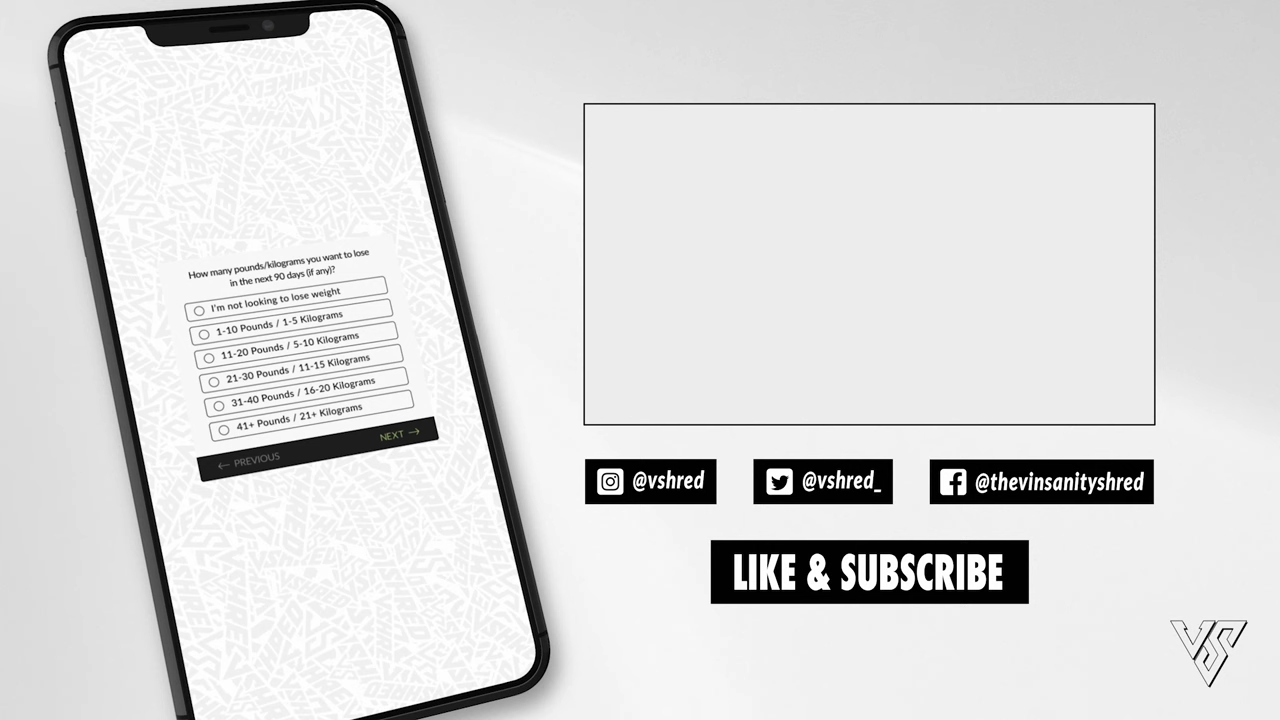 How many pounds/kilograms you want to lose
in the next 90 days (if any)?
I'm not looking to lose weight
1-10 Pounds / 1-5 Kilograms
11-20 Pounds / 5-10 Kilograms
21-30 Pounds / 11-15 Kilograms
31-40 Pounds / 16-20 Kilograms
41+ Pounds / 21+ Kilograms
← PREVIOUS
NEXT →
@vshred
@vshred_
@thevinsanityshred
LIKE & SUBSCRIBE
VS